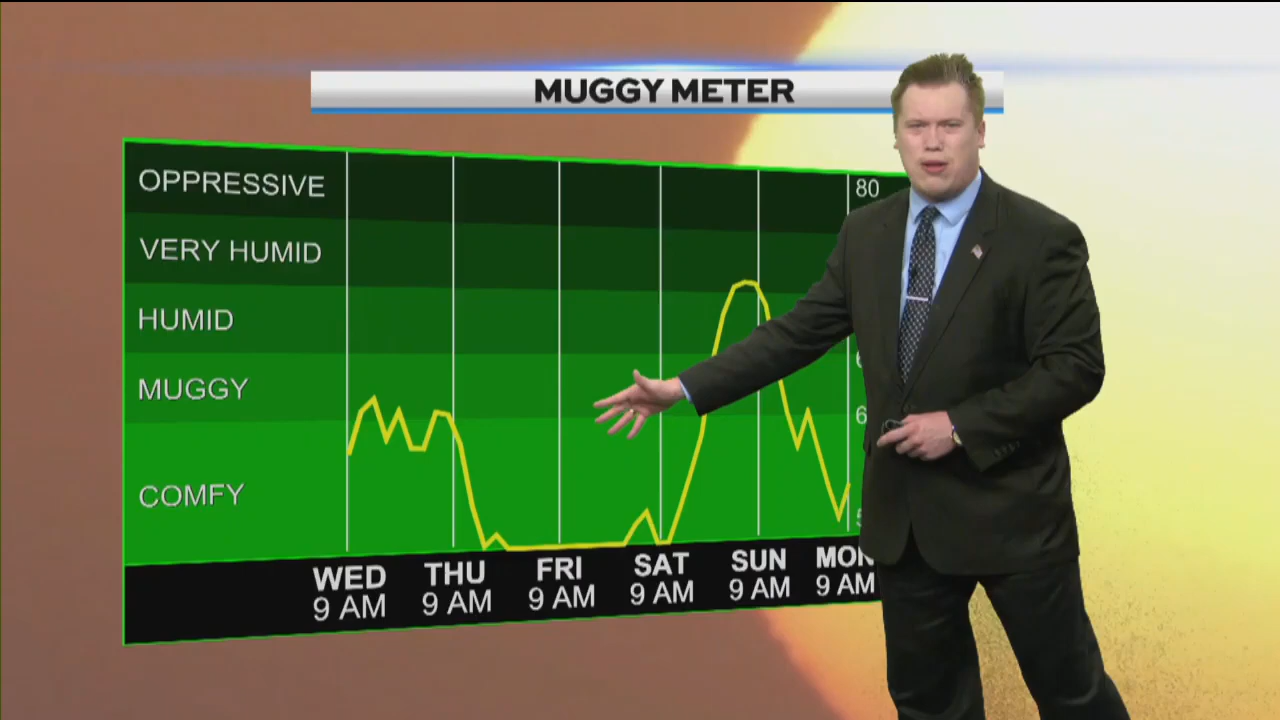 MUGGY METER
OPPRESSIVE
80
VERY HUMID
HUMID
MUGGY
COMFY
WED THU FRI SAT SUN MON
9 AM 9 AM 9 AM 9 AM 9 AM 9 AM